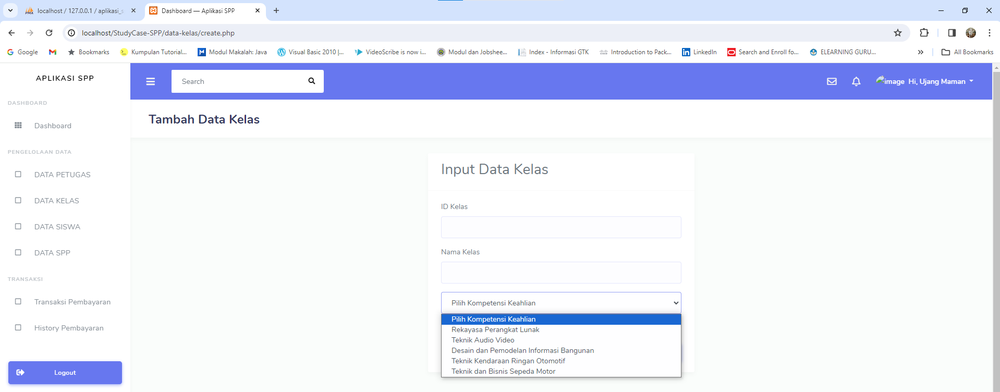 localhost / 127.0.0.1 / aplikasi_s
Dashboard — Aplikasi SPP
localhost/StudyCase-SPP/data-kelas/create.php
Google
Bookmarks
Kumpulan Tutorial...
Modul Makalah: Java
Visual Basic 2010 |...
VideoScribe is now i...
Modul dan Jobshee...
Index - Informasi GTK
Introduction to Pack...
LinkedIn
Search and Enroll fo...
ELEARNING GURU...
All Bookmarks
APLIKASI SPP
Search
image Hi, Ujang Maman
DASHBOARD
Dashboard
PENGELOLAAN DATA
DATA PETUGAS
DATA KELAS
DATA SISWA
DATA SPP
TRANSAKSI
Transaksi Pembayaran
History Pembayaran
Logout
Tambah Data Kelas
Input Data Kelas
ID Kelas
Nama Kelas
Pilih Kompetensi Keahlian
Pilih Kompetensi Keahlian
Rekayasa Perangkat Lunak
Teknik Audio Video
Desain dan Pemodelan Informasi Bangunan
Teknik Kendaraan Ringan Otomotif
Teknik dan Bisnis Sepeda Motor